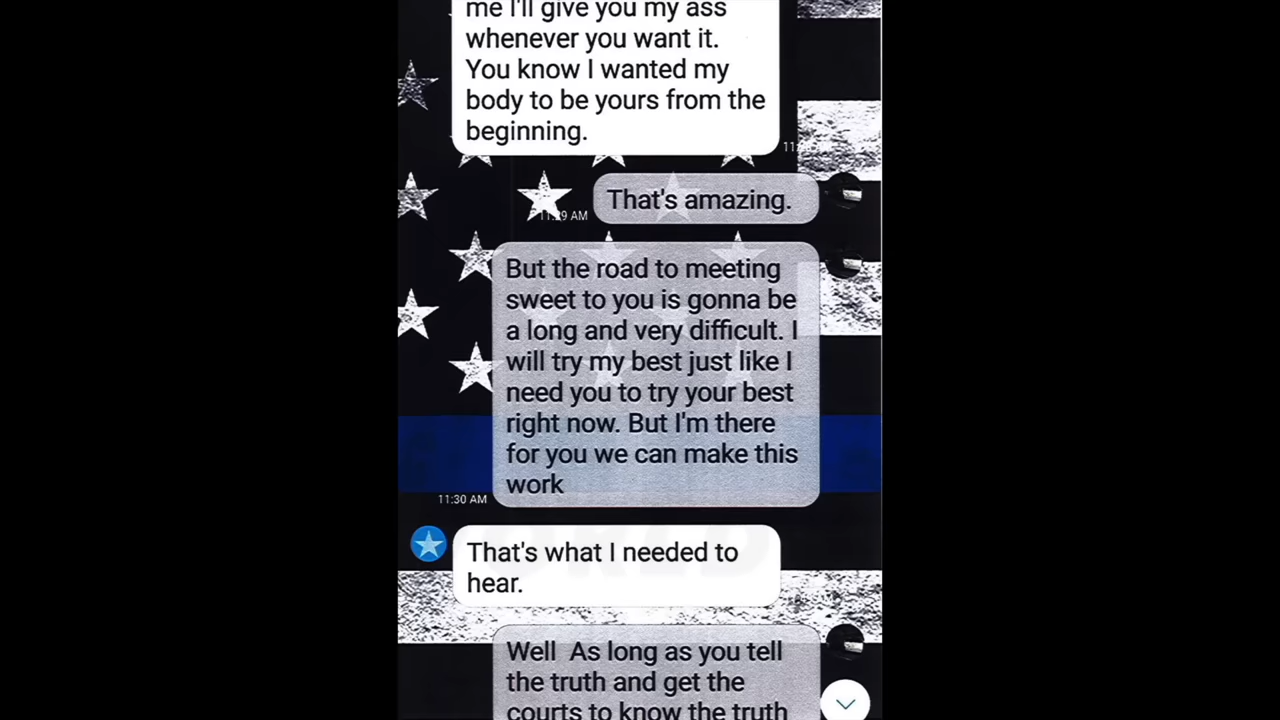 me I'll give you my ass
whenever you want it.
You know I wanted my
body to be yours from the
beginning.
That's amazing.
11:29 AM
But the road to meeting
sweet to you is gonna be
a long and very difficult. I
will try my best just like I
need you to try your best
right now. But I'm there
for you we can make this
work
11:30 AM
That's what I needed to
hear.
Well As long as you tell
the truth and get the
courts to know the truth